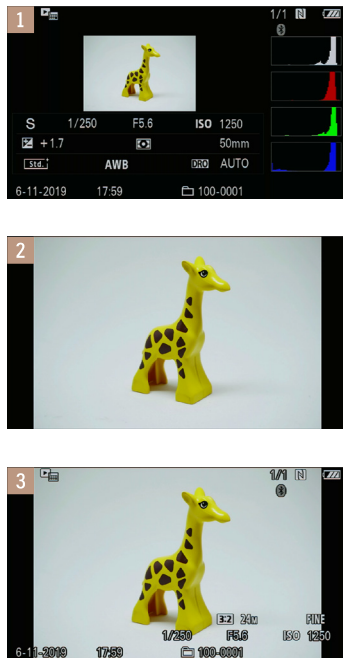 1
1/1 N
S 1/250 F5.6 ISO 1250
+1.7 50mm
Std. AWB DRO AUTO
6-11-2019 17:59 100-0001
2
3
1/1 N
3:2 24M FINE
1/250 F5.6 ISO 1250
6-11-2019 17:59 100-0001